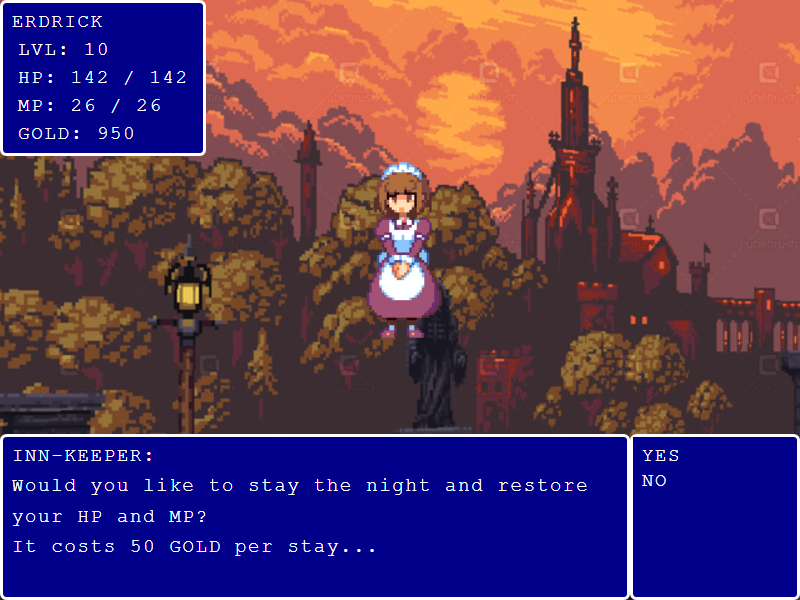 ERDRICK
LVL: 10
HP: 142 / 142
MP: 26 / 26
GOLD: 950
INN-KEEPER:
Would you like to stay the night and restore
your HP and MP?
It costs 50 GOLD per stay...
YES
NO